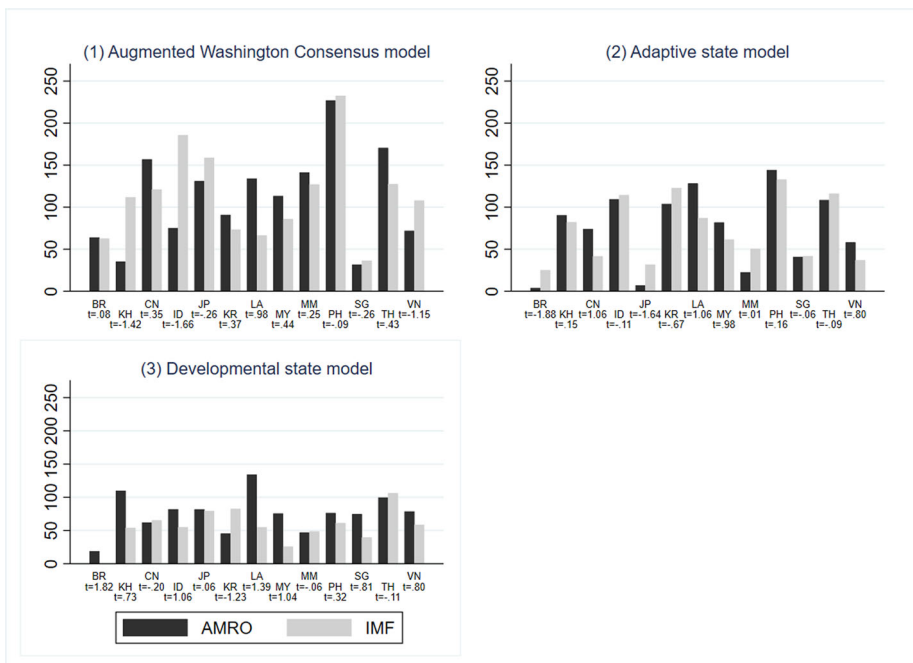 (1) Augmented Washington Consensus model
250
200
150
100
50
0
BR CN JP LA MM SG VN
t=.08 KH t=.35 ID t=-.26 KR t=.98 MY t=.25 PH t=-.26 TH t=-1.15
t=-1.42 t=-1.66 t=.37 t=.44 t=-.09 t=.43
(2) Adaptive state model
250
200
150
100
50
0
BR CN JP LA MM SG VN
t=-1.88 KH t=1.06 ID t=-1.64 KR t=1.06 MY t=.01 PH t=-.06 TH t=.80
t=.15 t=-.11 t=-.67 t=.98 t=.16 t=-.09
(3) Developmental state model
250
200
150
100
50
0
BR CN JP LA MM SG VN
t=1.82 KH t=-.20 ID t=.06 KR t=1.39 MY t=-.06 PH t=.81 TH t=.80
t=.73 t=1.06 t=-1.23 t=1.04 t=.32 t=-.11
AMRO IMF